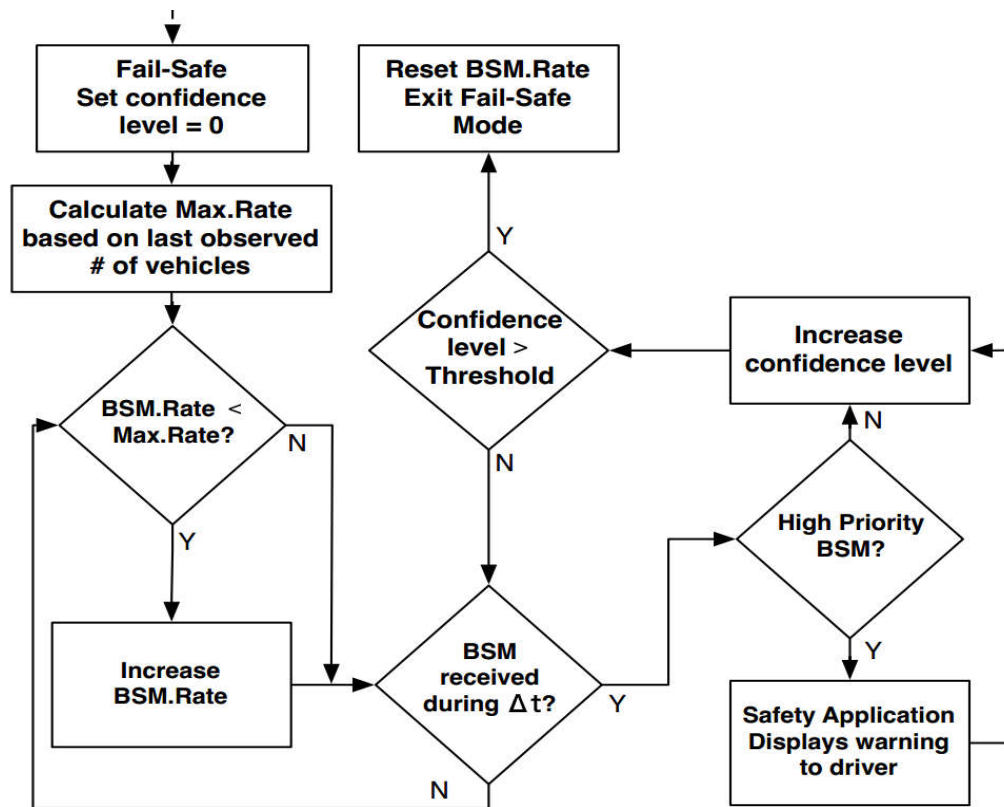 Fail-Safe
Set confidence
level = 0
Calculate Max.Rate
based on last observed
# of vehicles
BSM.Rate <
Max.Rate?
N
Y
Increase
BSM.Rate
Reset BSM.Rate
Exit Fail-Safe
Mode
Y
Confidence
level >
Threshold
N
BSM
received
during Δt?
Y
N
Increase
confidence level
N
High Priority
BSM?
Y
Safety Application
Displays warning
to driver